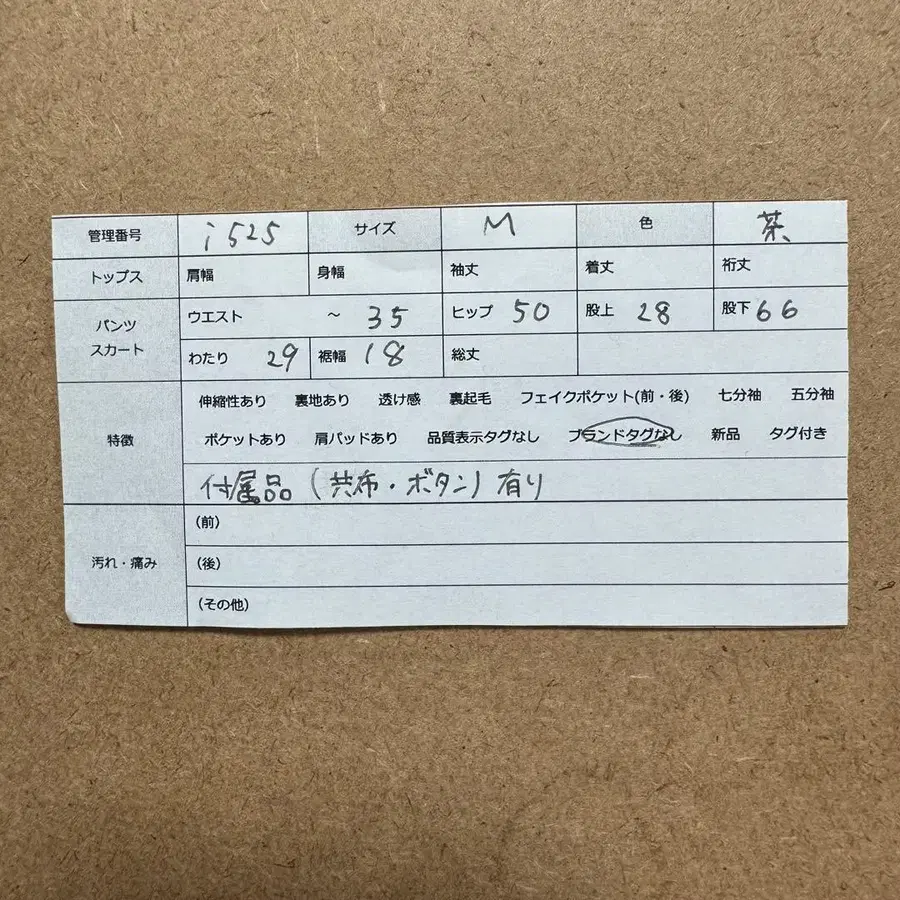 管理番号 i525 サイズ M 色 茶
トップス 肩幅 身幅 袖丈 着丈 裄丈
パンツ スカート ウエスト ～ 35 ヒップ 50 股上 28 股下 66
わたり 29 裾幅 18 総丈
伸縮性あり 裏地あり 透け感 裏起毛 フェイクポケット(前・後) 七分袖 五分袖
特徴 ポケットあり 肩パッドあり 品質表示タグなし ブランドタグなし 新品 タグ付き
付属品(共布・ボタン)有り
(前)
汚れ・痛み (後)
(その他)